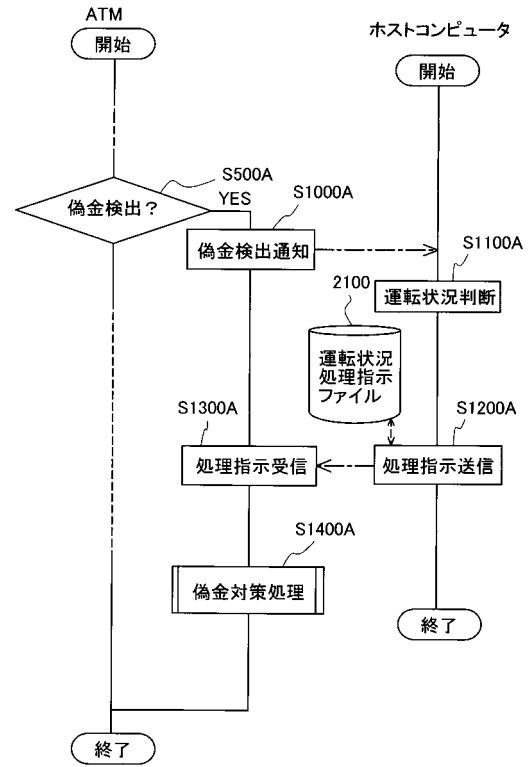 ATM
開始
ホストコンピュータ
開始
S500A
偽金検出？
YES
S1000A
偽金検出通知
S1100A
運転状況判断
2100
運転状況
処理指示
ファイル
S1300A
処理指示受信
S1200A
処理指示送信
S1400A
偽金対策処理
終了
終了